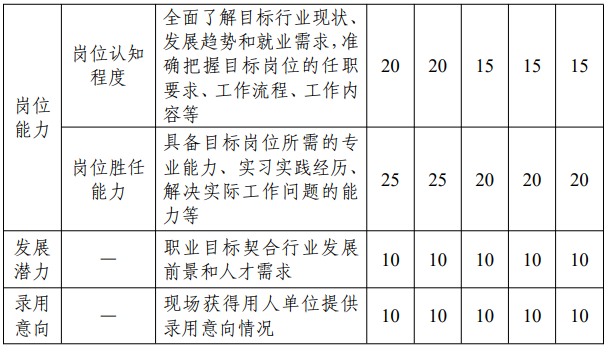 岗位能力
岗位认知程度
全面了解目标行业现状、
发展趋势和就业需求，准
确把握目标岗位的任职
要求、工作流程、工作内
容等
20 20 15 15 15
岗位胜任能力
具备目标岗位所需的专
业能力、实习实践经历、
解决实际工作问题的能
力等
25 25 20 20 20
发展潜力
—
职业目标契合行业发展
前景和人才需求
10 10 10 10 10
录用意向
—
现场获得用人单位提供
录用意向情况
10 10 10 10 10